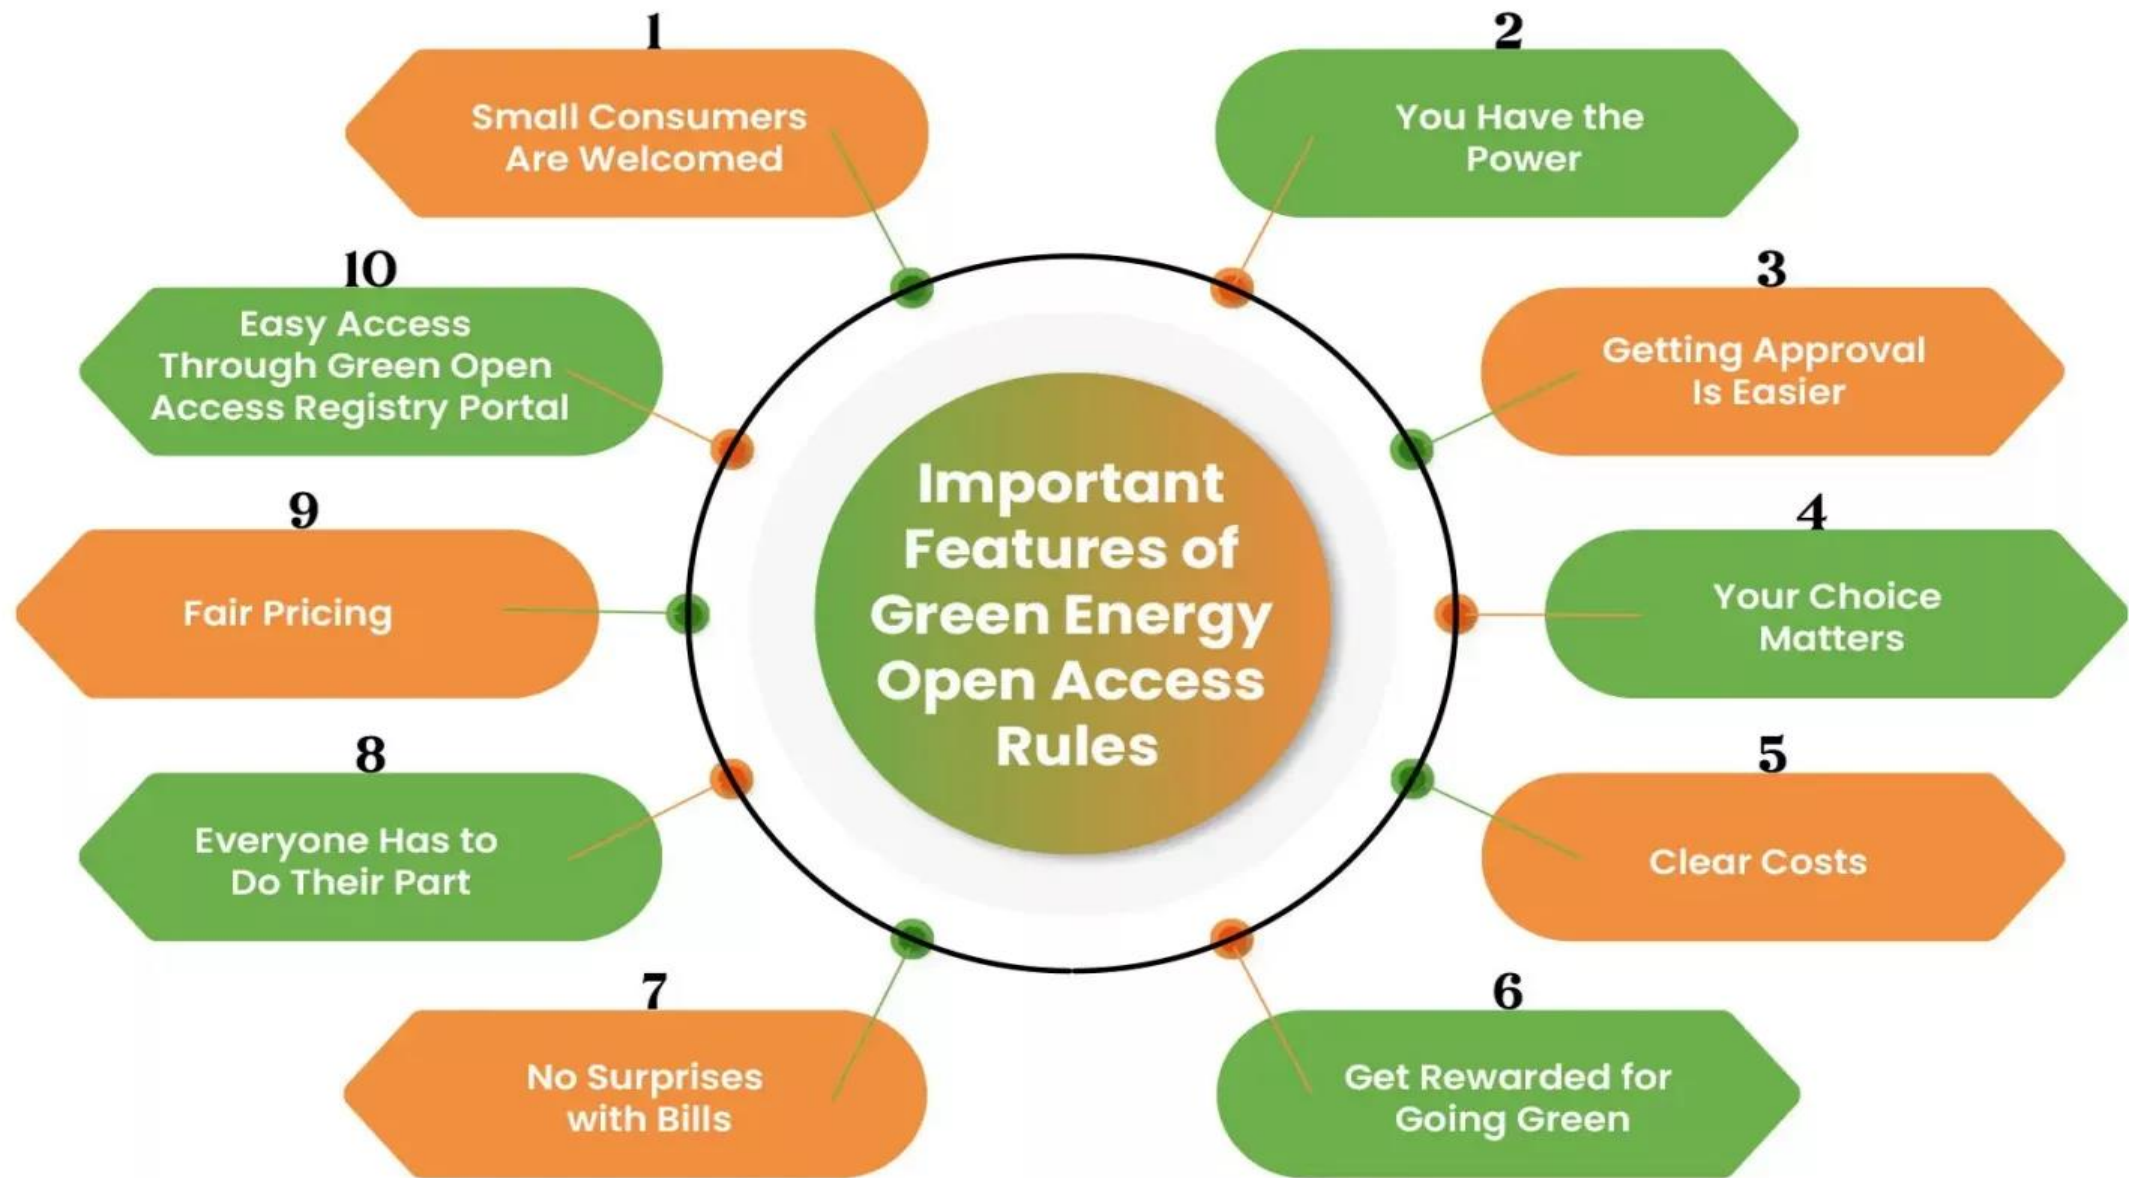 1
Small Consumers
Are Welcomed
2
You Have the
Power
3
Getting Approval
Is Easier
4
Your Choice
Matters
5
Clear Costs
6
Get Rewarded for
Going Green
7
No Surprises
with Bills
8
Everyone Has to
Do Their Part
9
Fair Pricing
10
Easy Access
Through Green Open
Access Registry Portal
Important
Features of
Green Energy
Open Access
Rules